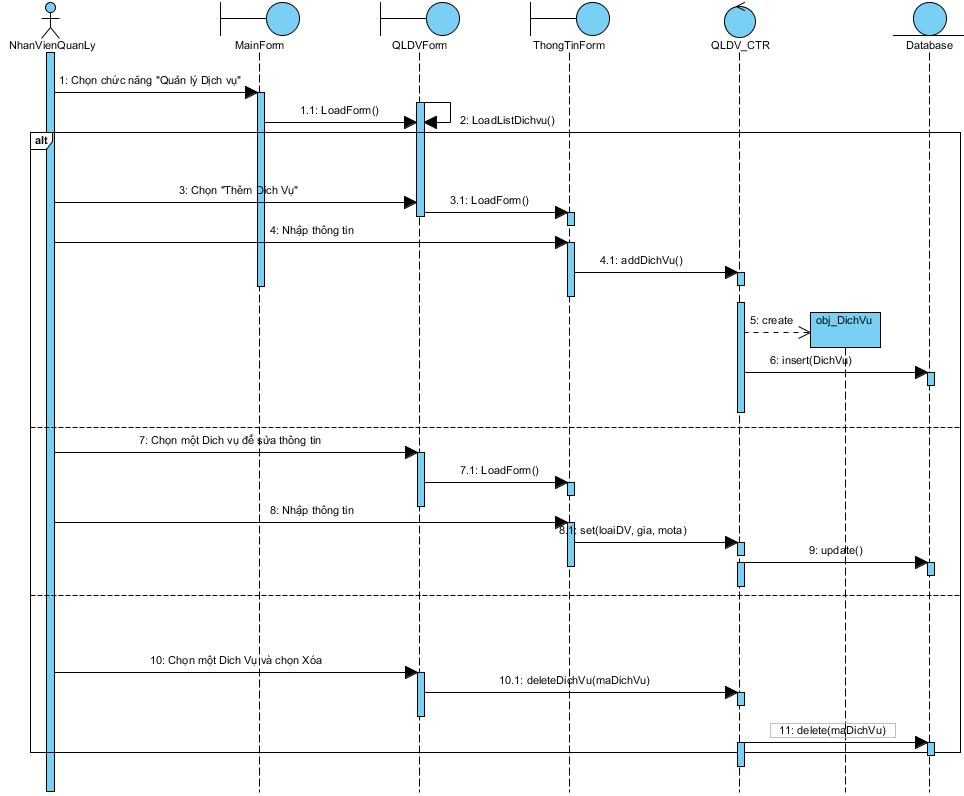 NhanVienQuanLy
MainForm
QLDVForm
ThongTinForm
QLDV_CTR
Database
1: Chọn chức năng "Quản lý Dịch vụ"
1.1: LoadForm()
2: LoadListDichvu()
alt
3: Chọn "Thêm Dịch Vụ"
3.1: LoadForm()
4: Nhập thông tin
4.1: addDichVu()
5: create
obj_DichVu
6: insert(DichVu)
7: Chọn một Dich vụ để sửa thông tin
7.1: LoadForm()
8: Nhập thông tin
8.1: set(loaiDV, gia, mota)
9: update()
10: Chọn một Dich Vụ và chọn Xóa
10.1: deleteDichVu(maDichVu)
11: delete(maDichVu)